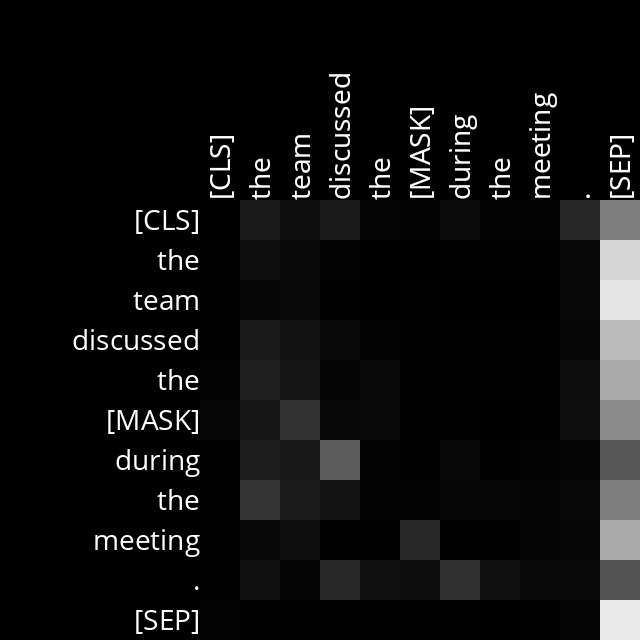 [CLS]
the
team
discussed
the
[MASK]
during
the
meeting
.
[SEP]
[CLS]
the
team
discussed
the
[MASK]
during
the
meeting
.
[SEP]